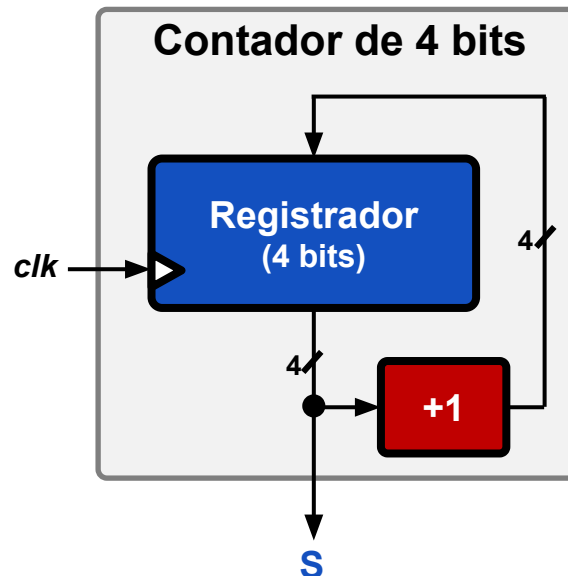 Contador de 4 bits
Registrador
(4 bits)
clk
4
4
+1
S